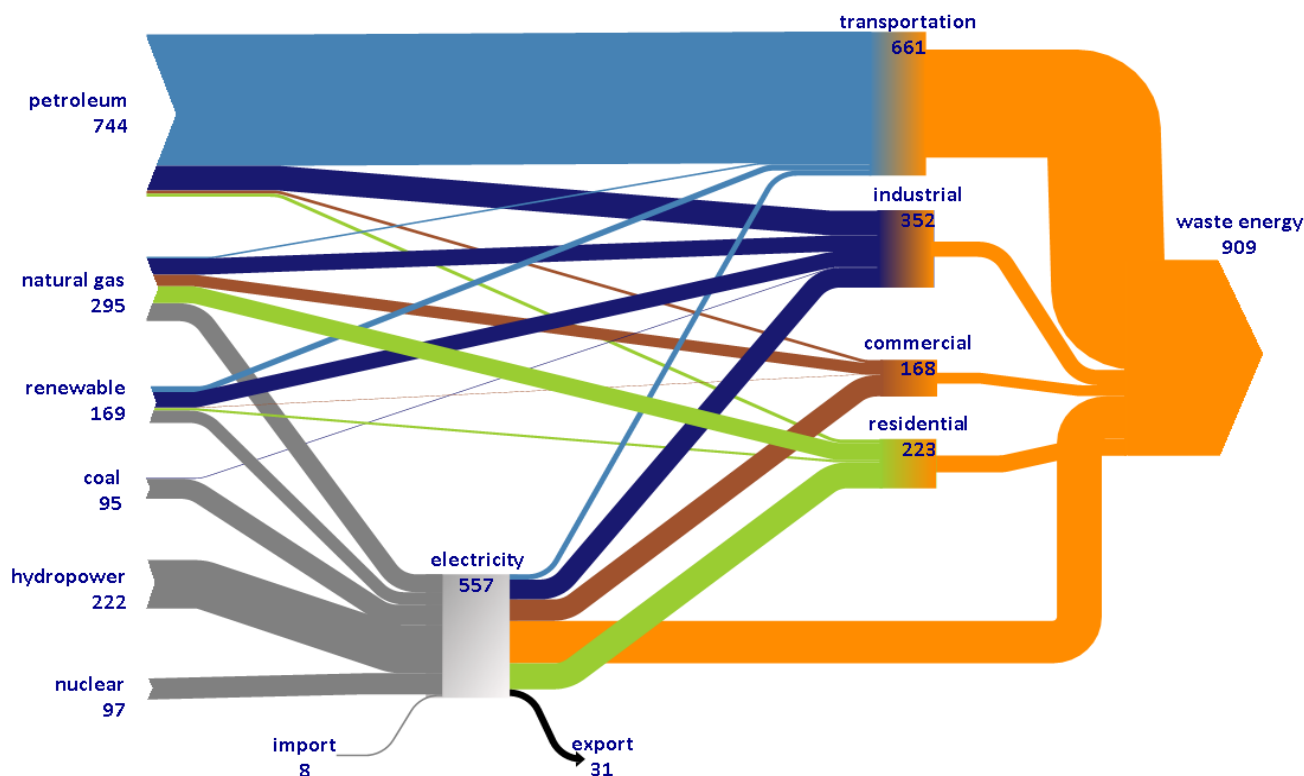 transportation
661
petroleum
744
industrial
352
waste energy
909
natural gas
295
commercial
168
renewable
169
residential
223
coal
95
electricity
557
hydropower
222
nuclear
97
import
8
export
31